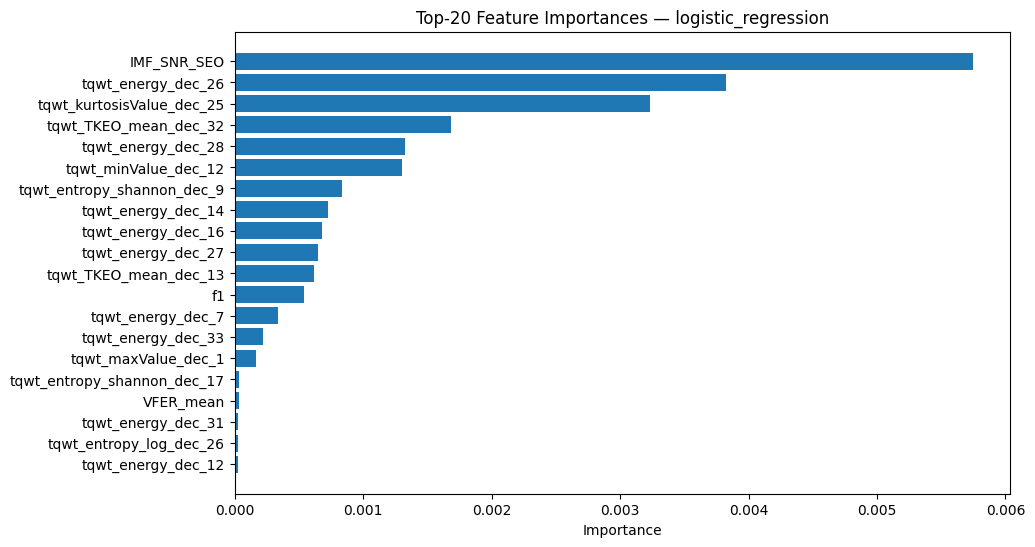 Top-20 Feature Importances — logistic_regression
IMF_SNR_SEO
tqwt_energy_dec_26
tqwt_kurtosisValue_dec_25
tqwt_TKEO_mean_dec_32
tqwt_energy_dec_28
tqwt_minValue_dec_12
tqwt_entropy_shannon_dec_9
tqwt_energy_dec_14
tqwt_energy_dec_16
tqwt_energy_dec_27
tqwt_TKEO_mean_dec_13
f1
tqwt_energy_dec_7
tqwt_energy_dec_33
tqwt_maxValue_dec_1
tqwt_entropy_shannon_dec_17
VFER_mean
tqwt_energy_dec_31
tqwt_entropy_log_dec_26
tqwt_energy_dec_12
0.000 0.001 0.002 0.003 0.004 0.005 0.006
Importance